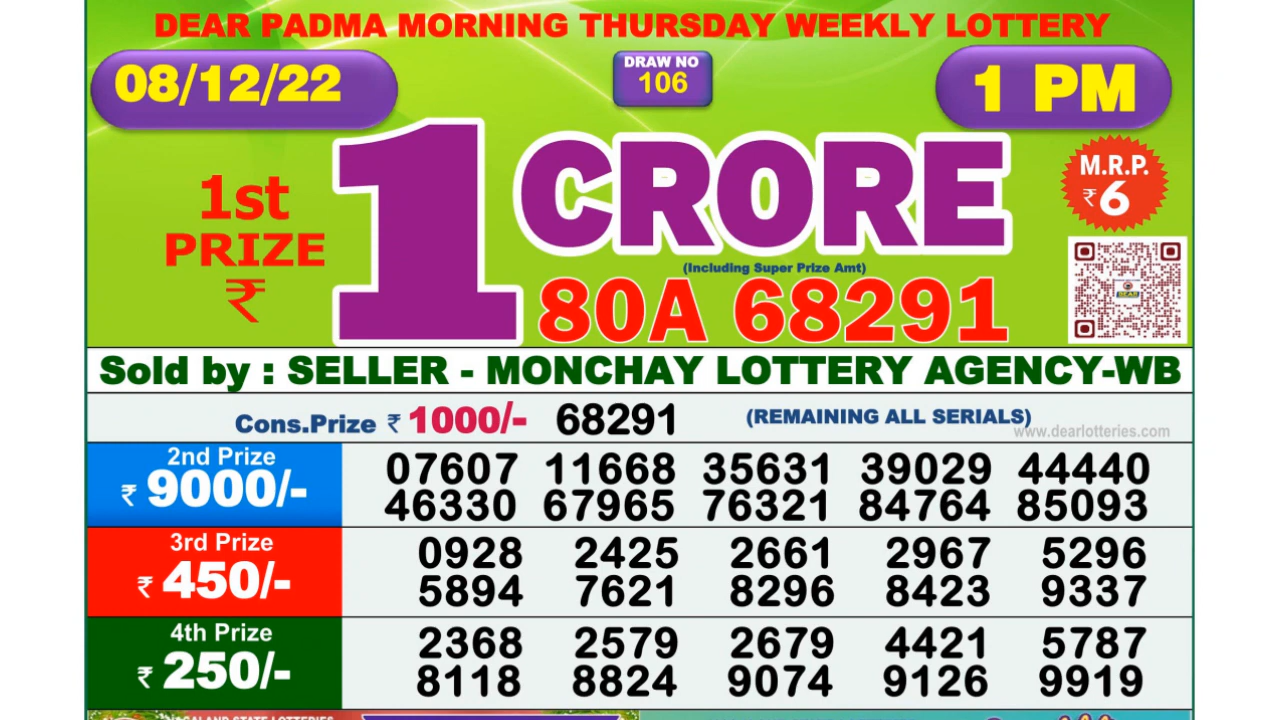 DEAR PADMA MORNING THURSDAY WEEKLY LOTTERY
08/12/22
DRAW NO
106
1 PM
1st
PRIZE
₹
1 CRORE
(Including Super Prize Amt)
80A 68291
M.R.P.
₹ 6
DEAR
Sold by : SELLER - MONCHAY LOTTERY AGENCY-WB
Cons.Prize ₹ 1000/- 68291 (REMAINING ALL SERIALS)
www.dearlotteries.com
2nd Prize
₹ 9000/-
07607 11668 35631 39029 44440
46330 67965 76321 84764 85093
3rd Prize
₹ 450/-
0928 2425 2661 2967 5296
5894 7621 8296 8423 9337
4th Prize
₹ 250/-
2368 2579 2679 4421 5787
8118 8824 9074 9126 9919
STATE LOTTERIES